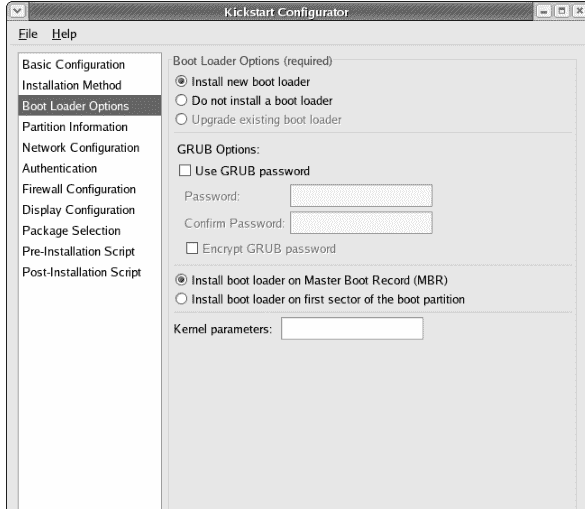 Kickstart Configurator
File Help
Basic Configuration
Installation Method
Boot Loader Options
Partition Information
Network Configuration
Authentication
Firewall Configuration
Display Configuration
Package Selection
Pre-Installation Script
Post-Installation Script
Boot Loader Options (required)
Install new boot loader
Do not install a boot loader
Upgrade existing boot loader
GRUB Options:
Use GRUB password
Password:
Confirm Password:
Encrypt GRUB password
Install boot loader on Master Boot Record (MBR)
Install boot loader on first sector of the boot partition
Kernel parameters: